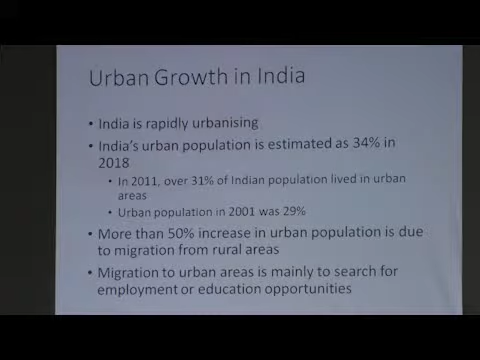 Urban Growth in India
• India is rapidly urbanising
• India's urban population is estimated as 34% in
2018
• In 2011, over 31% of Indian population lived in urban
areas
• Urban population in 2001 was 29%
• More than 50% increase in urban population is due
to migration from rural areas
• Migration to urban areas is mainly to search for
employment or education opportunities